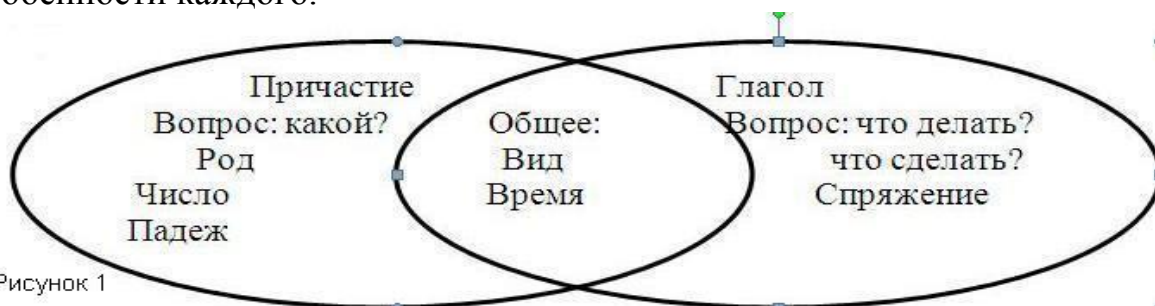 каждого.
Причастие
Вопрос: какой?
Род
Число
Падеж
Общее:
Вид
Время
Глагол
Вопрос: что делать?
что сделать?
Спряжение
Рисунок 1